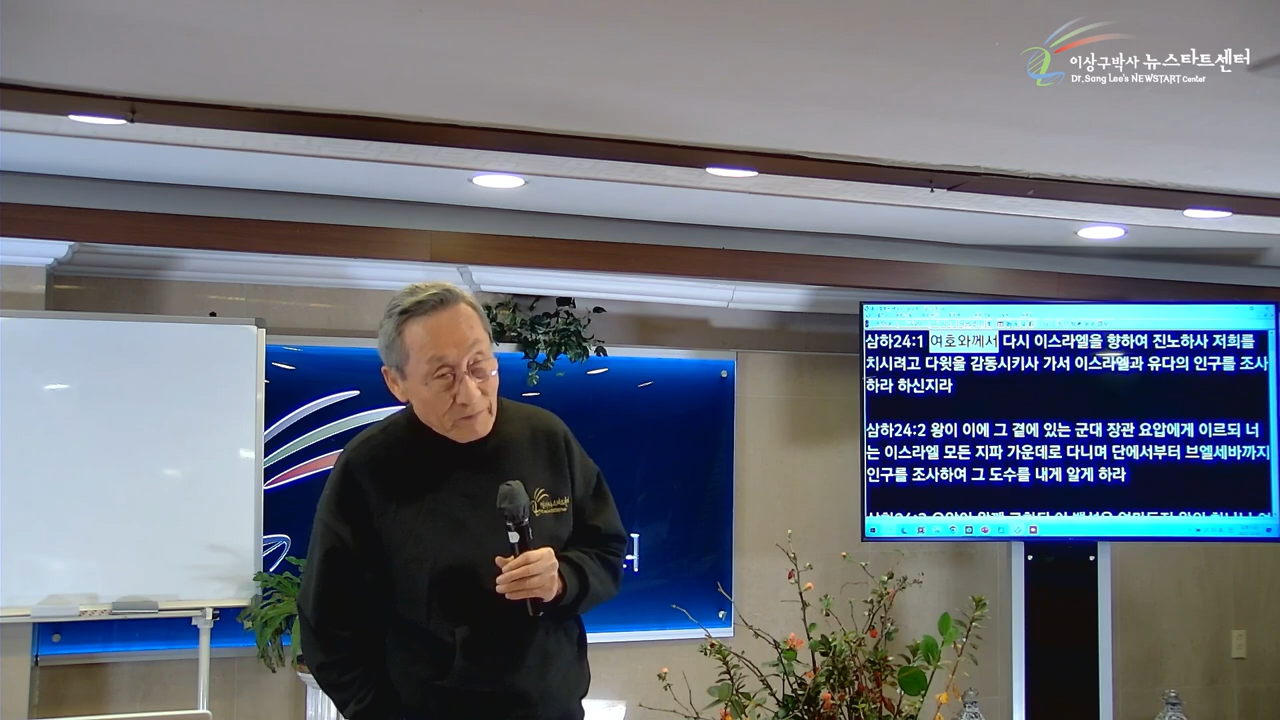 이상구박사 뉴스타트센터
Dr. Sang Lee's NEWSTART Center
삼하24:1 여호와께서 다시 이스라엘을 향하여 진노하사 저희를
치시려고 다윗을 감동시키사 가서 이스라엘과 유다의 인구를 조사
하라 하신지라
삼하24:2 왕이 이에 그 곁에 있는 군대 장관 요압에게 이르되 너
는 이스라엘 모든 지파 가운데로 다니며 단에서부터 브엘세바까지
인구를 조사하여 그 도수를 내게 알게 하라